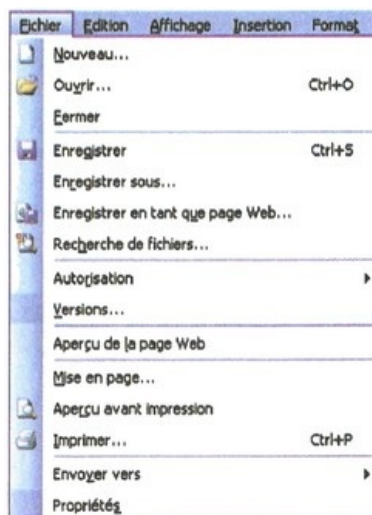 Fichier Edition Affichage Insertion Format
Nouveau...
Ouvrir... Ctrl+O
Fermer
Enregistrer Ctrl+S
Enregistrer sous...
Enregistrer en tant que page Web...
Recherche de fichiers...
Autorisation
Versions...
Aperçu de la page Web
Mise en page...
Aperçu avant impression
Imprimer... Ctrl+P
Envoyer vers
Propriétés